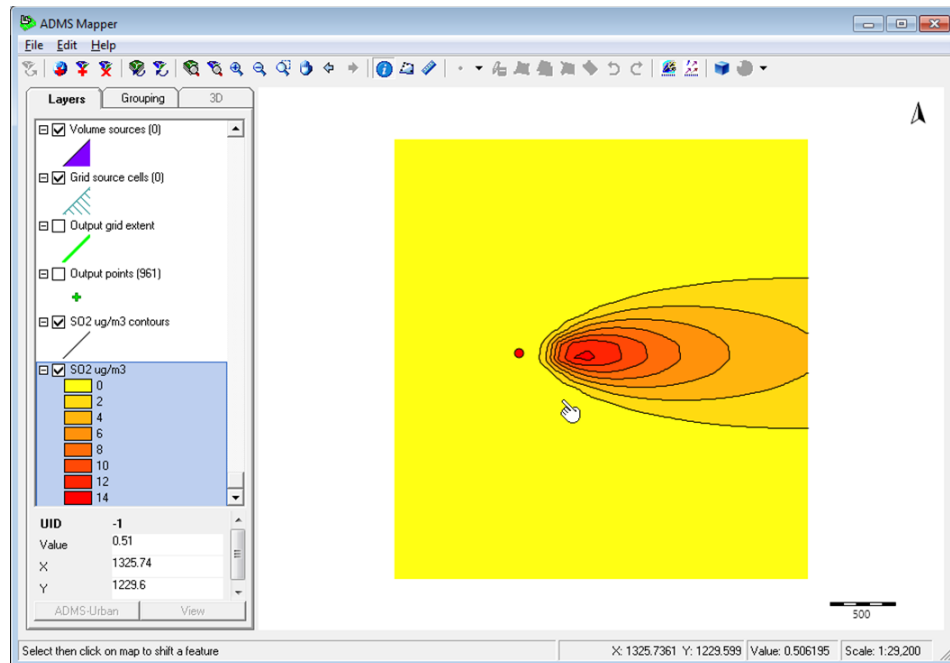 ADMS Mapper
File Edit Help
Layers Grouping 3D
Volume sources (0)
Grid source cells (0)
Output grid extent
Output points (961)
SO2 ug/m3 contours
SO2 ug/m3
0
2
4
6
8
10
12
14
UID -1
Value 0.51
X 1325.74
Y 1229.6
ADMS-Urban View
500
Select then click on map to shift a feature X: 1325.7361 Y: 1229.599 Value: 0.506195 Scale: 1:29,200